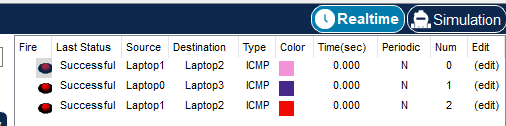 Realtime Simulation
Fire Last Status Source Destination Type Color Time(sec) Periodic Num Edit
Successful Laptop1 Laptop2 ICMP 0.000 N 0 (edit)
Successful Laptop0 Laptop3 ICMP 0.000 N 1 (edit)
Successful Laptop1 Laptop2 ICMP 0.000 N 2 (edit)